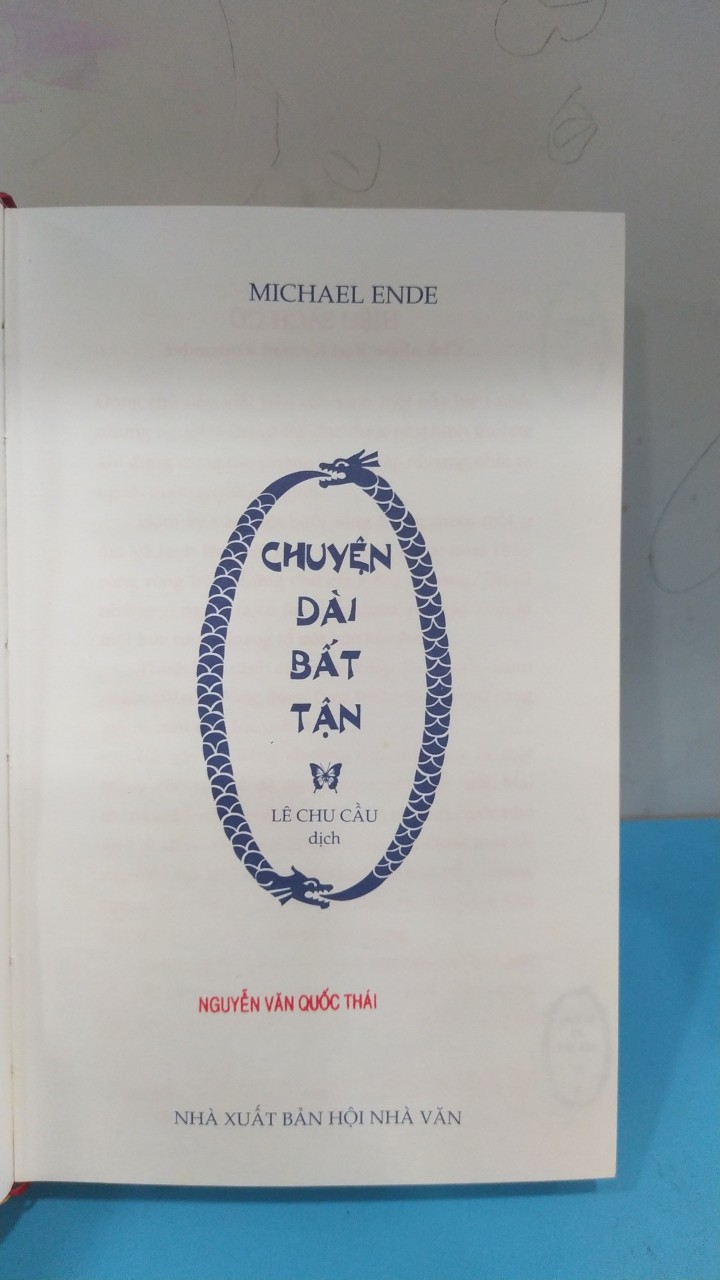 MICHAEL ENDE
CHUYỆN
DÀI
BẤT
TẬN
LÊ CHU CẦU
dịch
NGUYỄN VĂN QUỐC THÁI
NHÀ XUẤT BẢN HỘI NHÀ VĂN